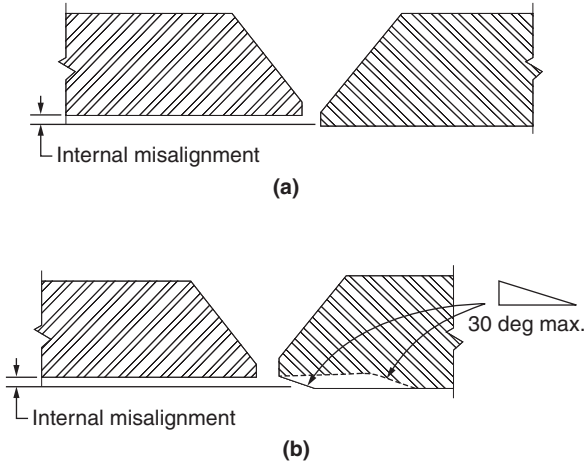 Internal misalignment
(a)
30 deg max.
Internal misalignment
(b)